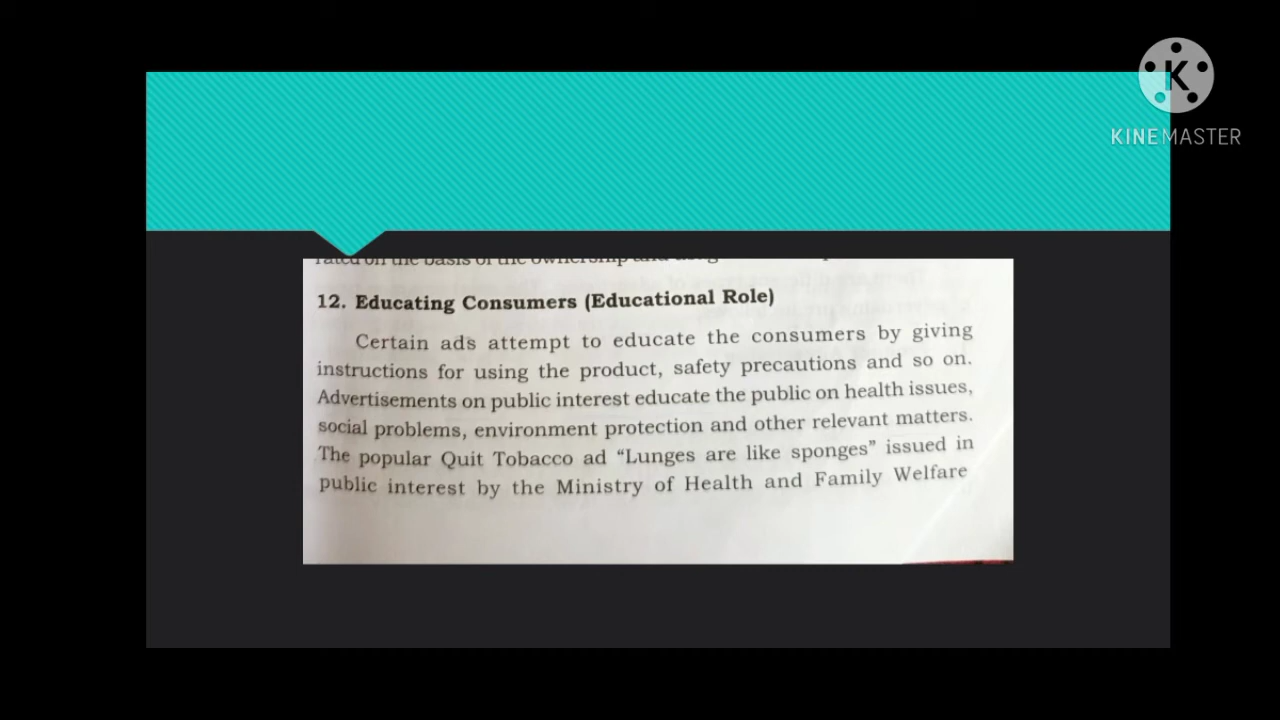 KINEMASTER
12. Educating Consumers (Educational Role)
Certain ads attempt to educate the consumers by giving
instructions for using the product, safety precautions and so on.
Advertisements on public interest educate the public on health issues,
social problems, environment protection and other relevant matters.
The popular Quit Tobacco ad “Lunges are like sponges” issued in
public interest by the Ministry of Health and Family Welfare